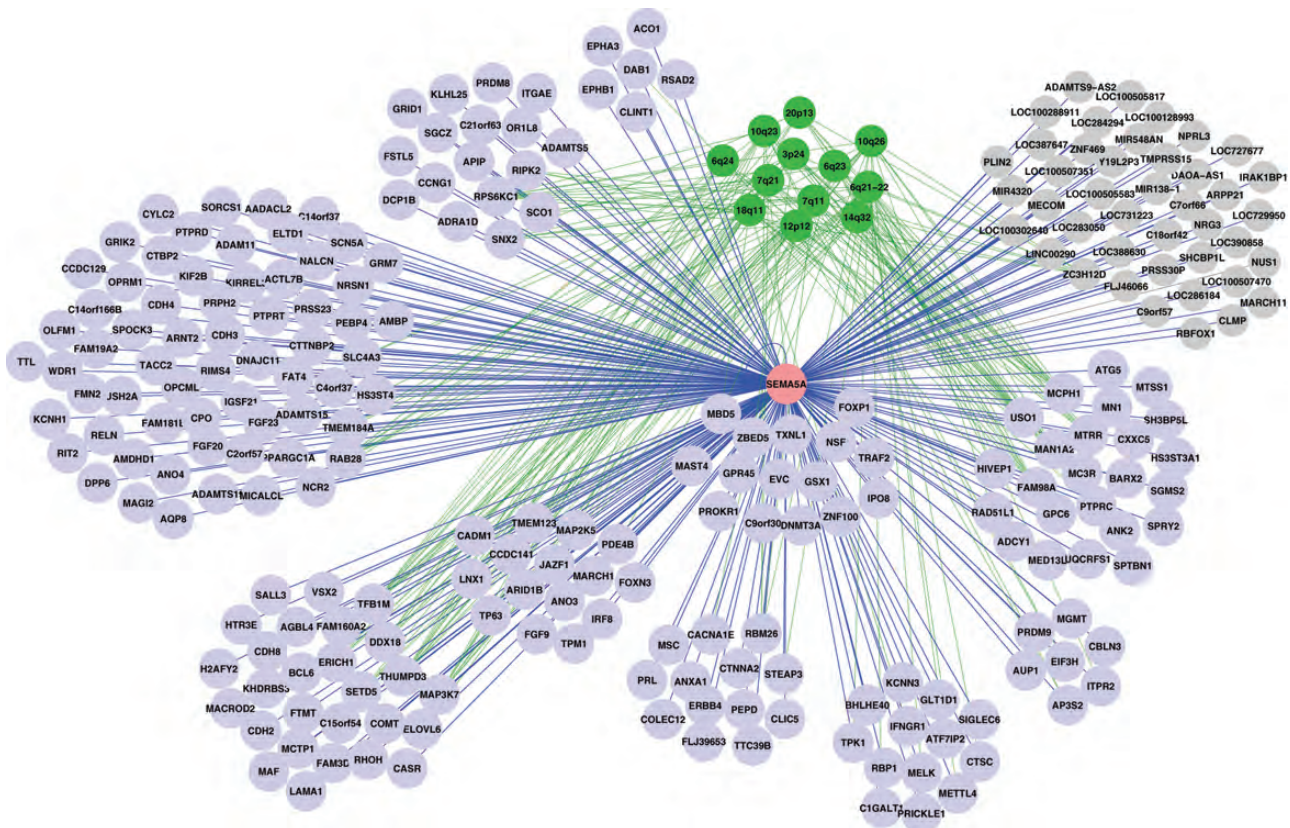 ACO1
EPHA3
DAB1
RSAD2
EPHB1
CLINT1
PRDM8
ITGAE
KLHL25
GRID1
C21orf63
OR1L8
SGCZ
ADAMTS5
FSTL5
APIP
RIPK2
CCNG1
RPS6KC1
DCP1B
SCO1
ADRA1D
SNX2
20p13
10q23
10q26
6q24
3p24
6q23
7q21
6q21-22
18q11
7q11
14q32
12p12
ADAMTS9-AS2
LOC100505817
LOC100288911
LOC284294
LOC100128993
LOC387647
MIR548AN
NPRL3
ZNF469
LOC727677
PLIN2
Y19L2P3
TMPRSS15
LOC100507351
DAOA-AS1
IRAK1BP1
MIR4320
LOC100505583
MIR138-1
ARPP21
MECOM
C7orf66
LOC731223
NRG3
LOC729950
LOC100302640
LOC283050
C18orf42
LOC390858
LINC00290
LOC388630
SHCBP1L
NUS1
ZC3H12D
PRSS30P
LOC100507470
FLJ46066
LOC286184
MARCH11
C9orf57
CLMP
RBFOX1
SORCS1
AADACL2
C14orf37
CYLC2
PTPRD
ELTD1
SCN5A
GRIK2
ADAM11
CTBP2
NALCN
GRM7
CCDC129
KIF2B
OPRM1
KIRREL
ACTL7B
NRSN1
C14orf166B
CDH4
PRPH2
PRSS23
OLFM1
SPOCK3
PTPRT
PEBP4
AMBP
ARNT2
CDH3
CTTNBP2
TTL
FAM19A2
SLC4A3
WDR1
TACC2
RIMS4
DNAJC11
FAT4
C4orf37
FMN2
JSH2A
OPCML
HS3ST4
IGSF21
KCNH1
FAM181L
CPO
ADAMTS15
FGF23
TMEM184A
RELN
FGF20
C2orf57
PPARGC1A
RAB28
RIT2
AMDHD1
ANO4
DPP6
ADAMTS11
MICALCL
NCR2
MAGI2
AQP8
SEMA5A
MBD5
FOXP1
ZBED5
TXNL1
NSF
MAST4
TRAF2
GPR45
EVC
GSX1
IPO8
PROKR1
C9orf30
DNMT3A
ZNF100
ATG5
MCPH1
MTSS1
USO1
MN1
SH3BP5L
MTRR
CXXC5
MAN1A2
HS3ST3A1
HIVEP1
MC3R
BARX2
FAM98A
SGMS2
RAD51L1
GPC6
PTPRC
SPRY2
ANK2
ADCY1
MED13L
UQCRFS1
SPTBN1
TMEM123
CADM1
MAP2K5
PDE4B
CCDC141
JAZF1
LNX1
MARCH1
FOXN3
ARID1B
ANO3
TP63
IRF8
FGF9
TPM1
SALL3
VSX2
TFB1M
HTR3E
AGBL4
FAM160A2
DDX18
H2AFY2
CDH8
ERICH1
BCL6
THUMPD3
KHDRBS3
SETD5
MAP3K7
MACROD2
FTMT
C15orf54
COMT
ELOVL6
CDH2
MCTP1
MAF
FAM3D
RHOH
CASR
LAMA1
CACNA1E
RBM26
MSC
CTNNA2
STEAP3
PRL
ANXA1
ERBB4
PEPD
COLEC12
CLIC5
FLJ39653
TTC39B
KCNN3
BHLHE40
GLT1D1
IFNGR1
SIGLEC6
TPK1
ATF7IP2
RBP1
MELK
CTSC
METTL4
C1GALT1
PRICKLE1
MGMT
PRDM9
CBLN3
AUP1
EIF3H
ITPR2
AP3S2